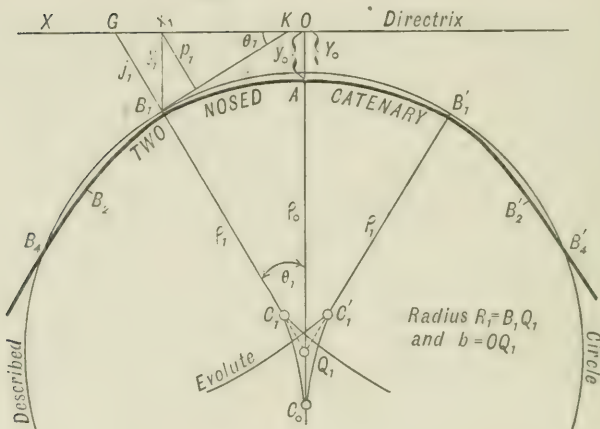 X G x₁ K O Directrix
θ₁ y₀ Y₀
j₁ y₁ p₁
B₁ TWO NOSED A CATENARY B′₁
B₂ B′₂
B₄ B′₄
ρ₁ ρ₀ ρ₁
θ₁
C₁ C′₁
Radius R₁=B₁Q₁
and b=OQ₁
Evolute Q₁
C₀
Described Circle